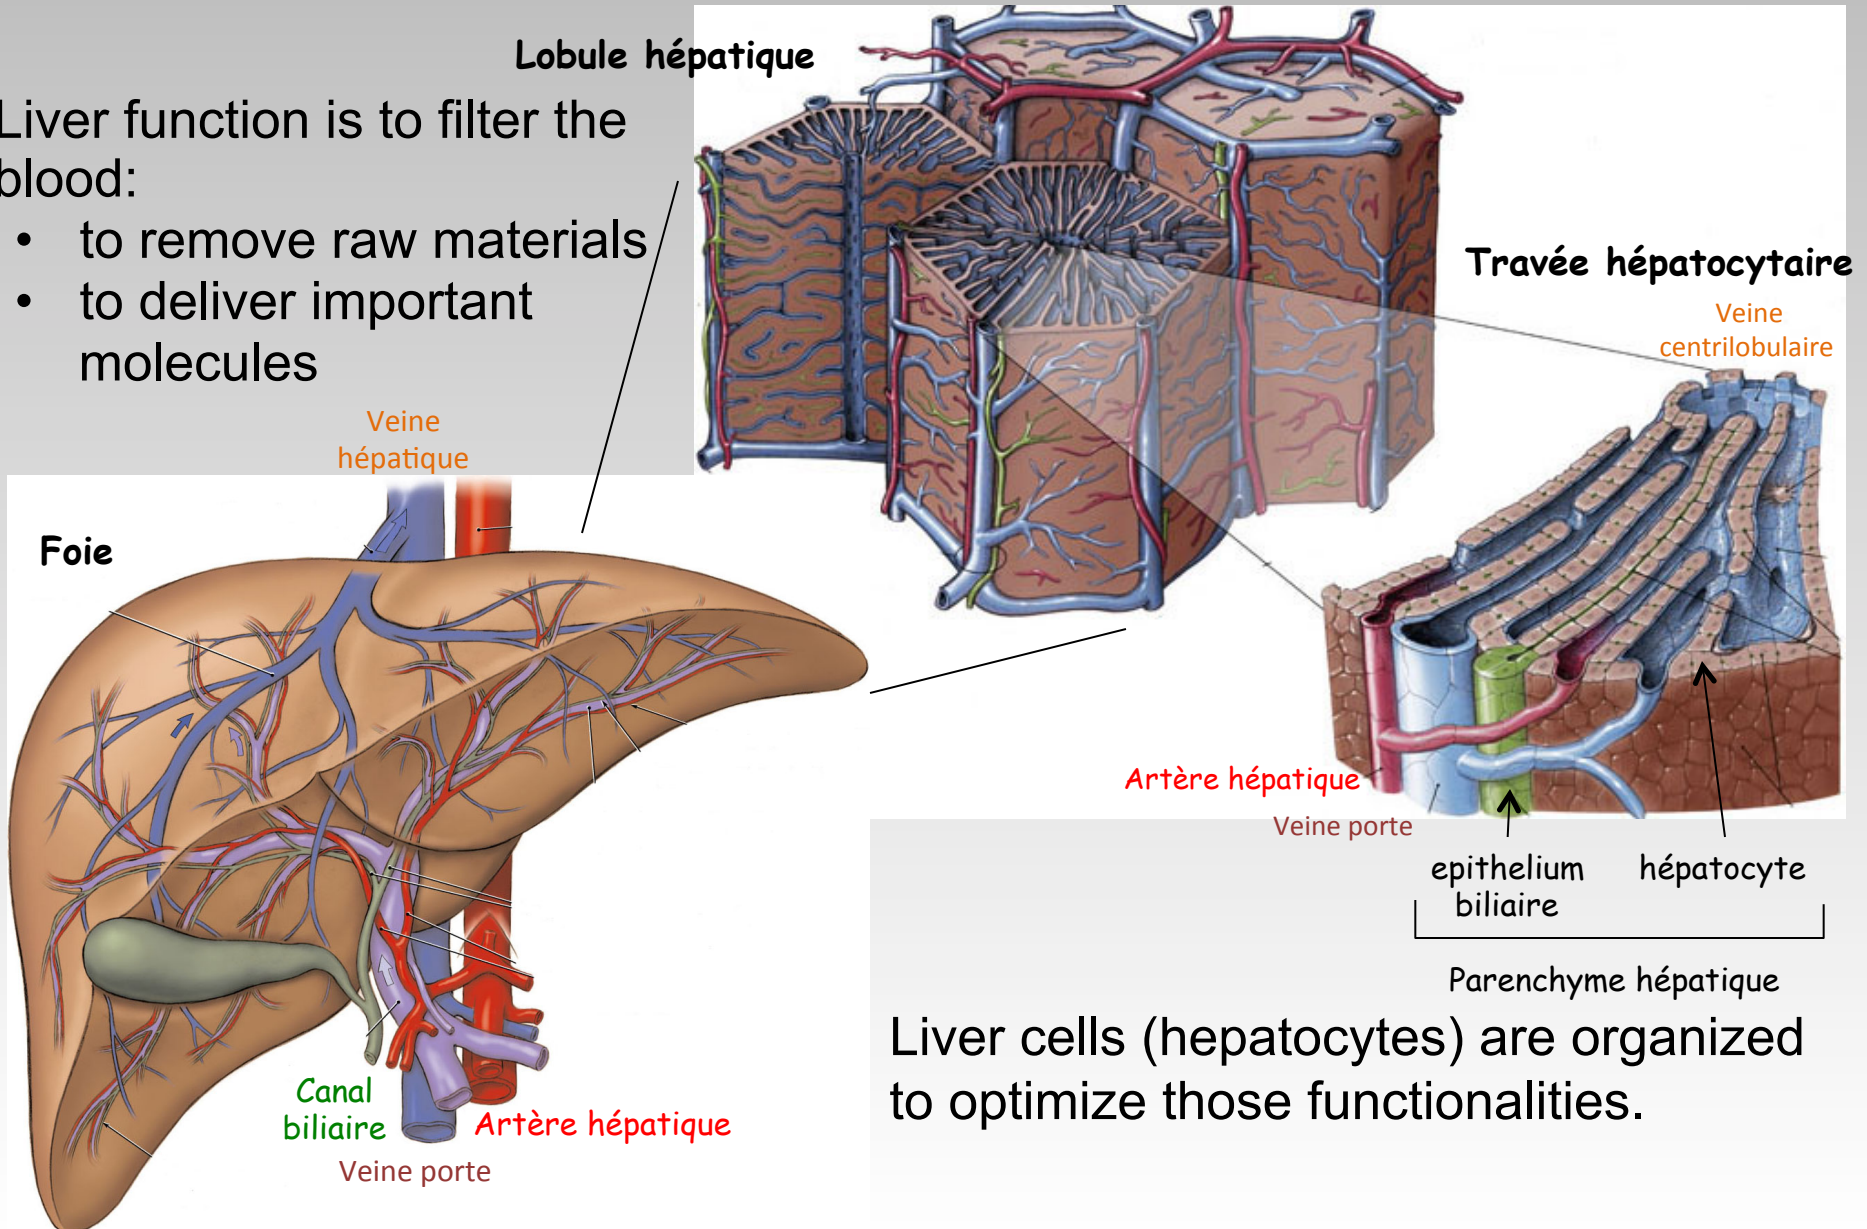 Lobule hépatique
Liver function is to filter the
blood:
• to remove raw materials
• to deliver important
molecules
Travée hépatocytaire
Veine
centrilobulaire
Veine
hépatique
Foie
Artère hépatique
Veine porte
epithelium
biliaire
hépatocyte
Parenchyme hépatique
Liver cells (hepatocytes) are organized
to optimize those functionalities.
Canal
biliaire
Artère hépatique
Veine porte